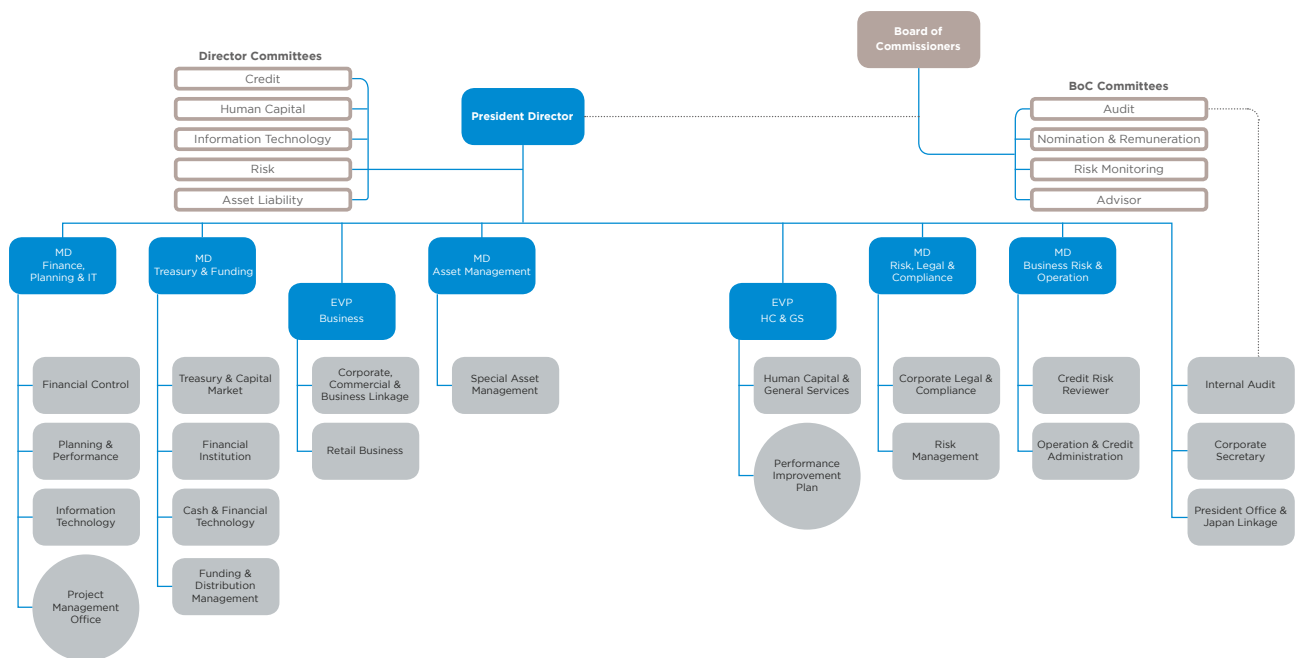 Board of
Commissioners
Director Committees
Credit
Human Capital
Information Technology
Risk
Asset Liability
President Director
BoC Committees
Audit
Nomination & Remuneration
Risk Monitoring
Advisor
MD
Finance,
Planning & IT
MD
Treasury & Funding
EVP
Business
MD
Asset Management
EVP
HC & GS
MD
Risk, Legal &
Compliance
MD
Business Risk &
Operation
Financial Control
Planning &
Performance
Information
Technology
Project
Management
Office
Treasury & Capital
Market
Financial
Institution
Cash & Financial
Technology
Funding &
Distribution
Management
Corporate,
Commercial &
Business Linkage
Retail Business
Special Asset
Management
Human Capital &
General Services
Performance
Improvement
Plan
Corporate Legal &
Compliance
Risk
Management
Credit Risk
Reviewer
Operation & Credit
Administration
Internal Audit
Corporate
Secretary
President Office &
Japan Linkage